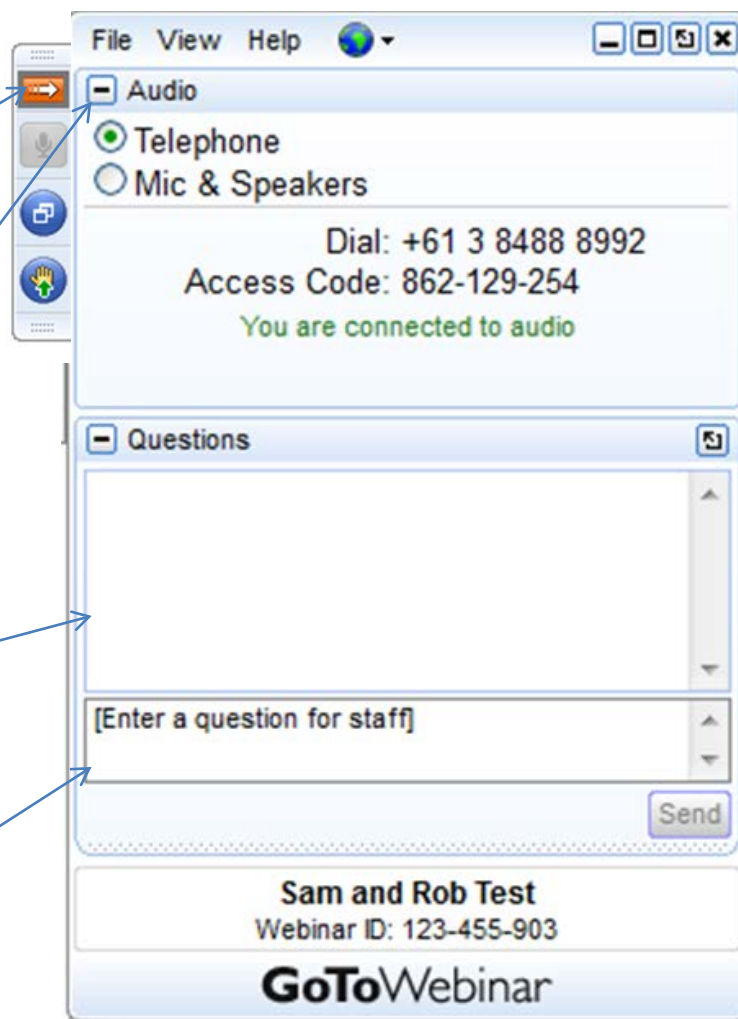 File View Help
Audio
Telephone
Mic & Speakers
Dial: +61 3 8488 8992
Access Code: 862-129-254
You are connected to audio
Questions
[Enter a question for staff]
Send
Sam and Rob Test
Webinar ID: 123-455-903
GoToWebinar